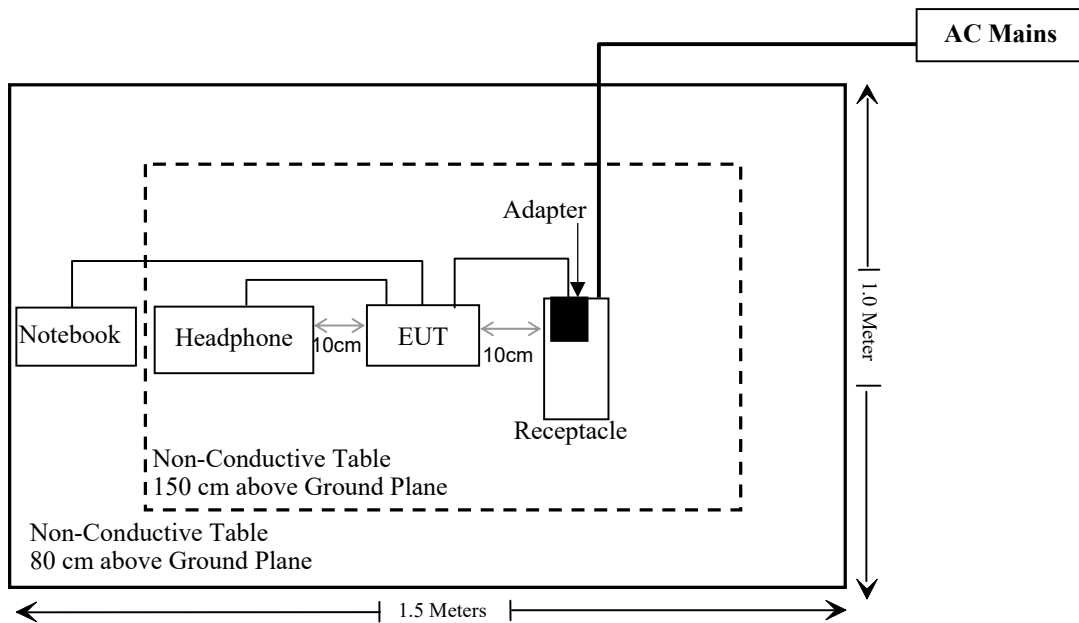 AC Mains
Adapter
Notebook
Headphone
10cm
EUT
10cm
Receptacle
1.0 Meter
Non-Conductive Table
150 cm above Ground Plane
Non-Conductive Table
80 cm above Ground Plane
1.5 Meters